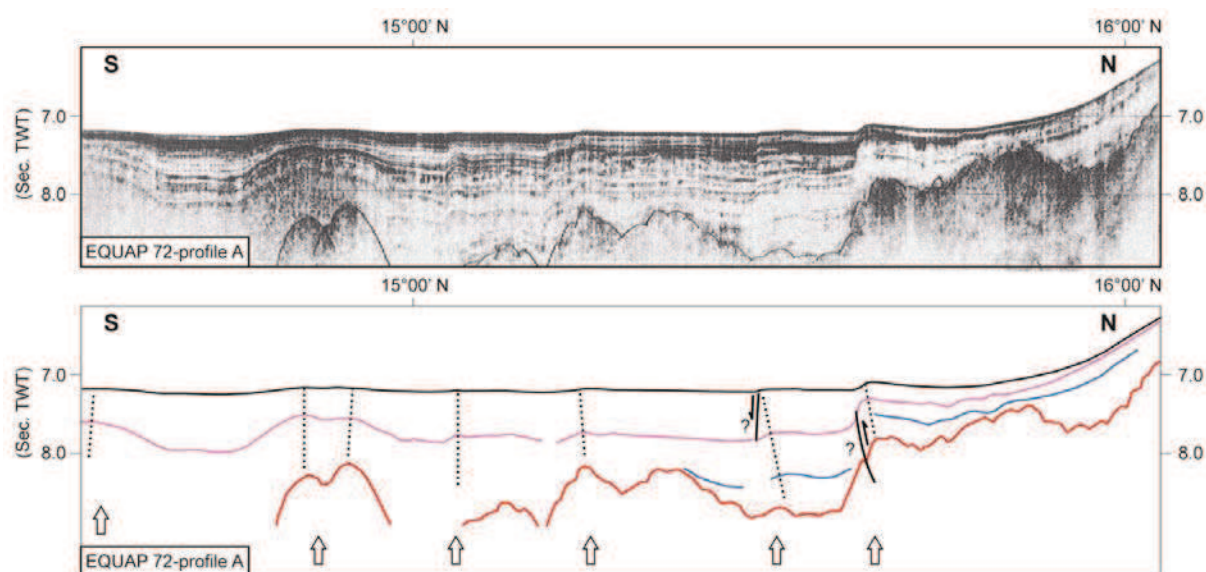 15°00' N 16°00' N
S N
7.0 7.0
(Sec. TWT)
8.0 8.0
EQUAP 72-profile A
15°00' N 16°00' N
S N
7.0 7.0
(Sec. TWT)
? ?
8.0 8.0
EQUAP 72-profile A